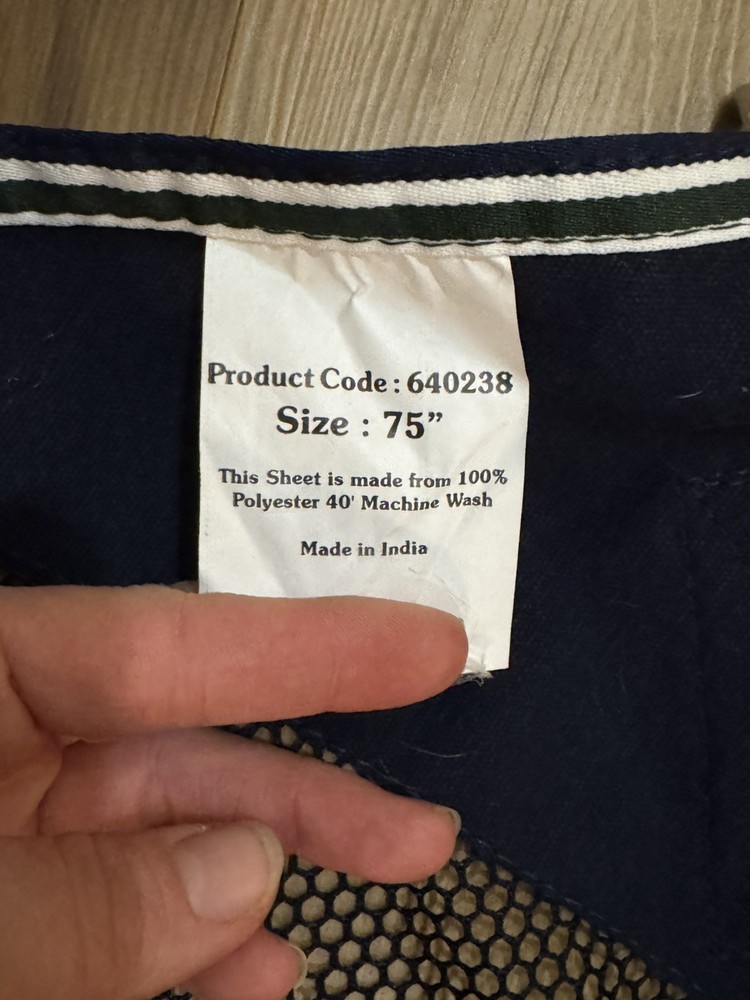 Product Code : 640238
Size : 75”
This Sheet is made from 100%
Polyester 40' Machine Wash
Made in India